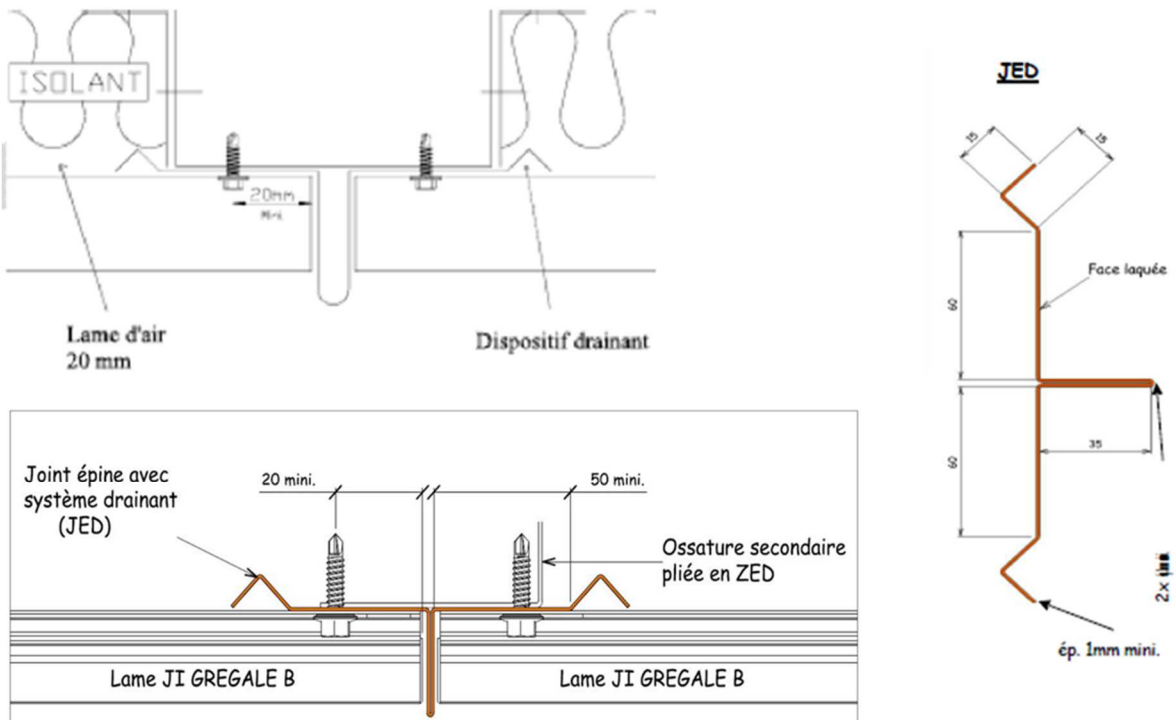 ISOLANT
20mm
Mini
Lame d'air
20 mm
Dispositif drainant
JED
15
15
60
Face laquée
35
60
2x
ép. 1mm mini.
Joint épine avec
système drainant
(JED)
20 mini.
50 mini.
Ossature secondaire
pliée en ZED
Lame JI GREGALE B
Lame JI GREGALE B